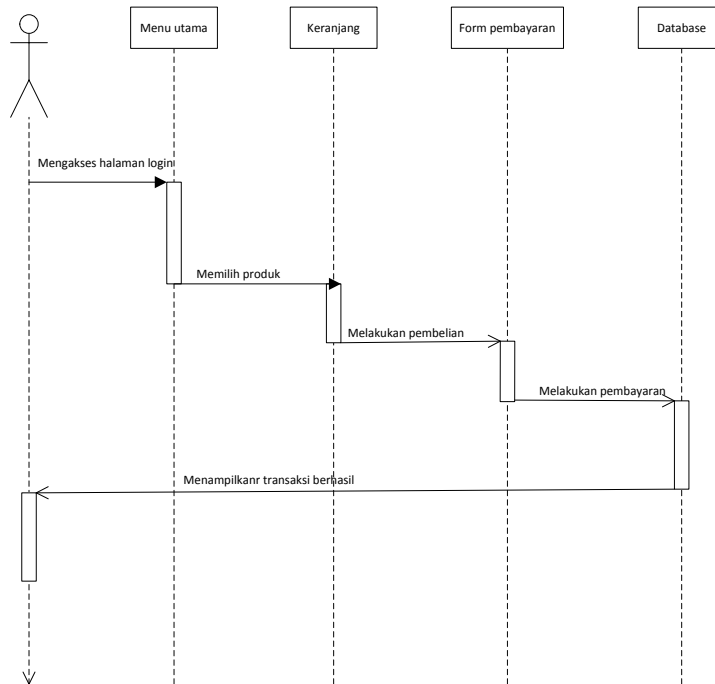 Menu utama
Keranjang
Form pembayaran
Database
Mengakses halaman login
Memilih produk
Melakukan pembelian
Melakukan pembayaran
Menampilkanr transaksi berhasil